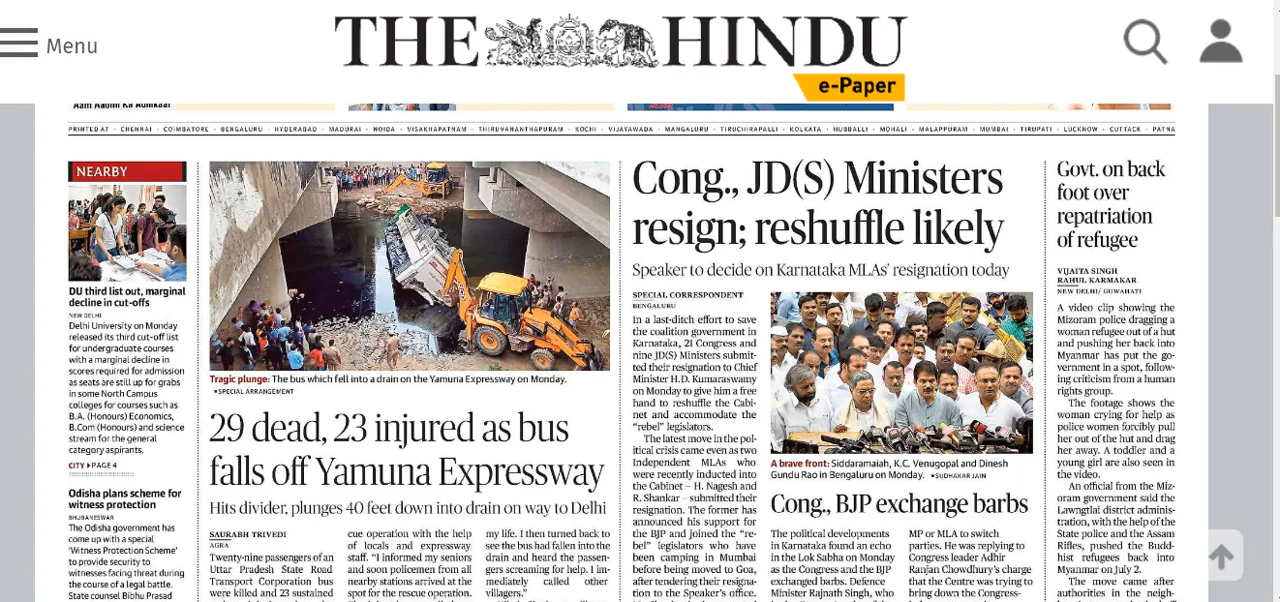 Menu
THE HINDU
e-Paper
Aam Aadmi Ka Adhikaar
PRINTED AT · CHENNAI · COIMBATORE · BENGALURU · HYDERABAD · MADURAI · NOIDA · VISAKHAPATNAM · THIRUVANANTHAPURAM · KOCHI · VIJAYAWADA · MANGALURU · TIRUCHIRAPALLI · KOLKATA · HUBBALLI · MOHALI · MALAPPURAM · MUMBAI · TIRUPATI · LUCKNOW · CUTTACK · PATNA
NEARBY
DU third list out, marginal
decline in cut-offs
NEW DELHI
Delhi University on Monday
released its third cut-off list
for undergraduate courses
with a marginal decline in
scores required for admission
as seats are still up for grabs
in some North Campus
colleges for courses such as
B.A. (Honours) Economics,
B.Com (Honours) and science
stream for the general
category aspirants.
CITY ▶ PAGE 4
Odisha plans scheme for
witness protection
BHUBANESWAR
The Odisha government has
come up with a special
'Witness Protection Scheme'
to provide security to
witnesses facing threat during
the course of a legal battle.
State counsel Bibhu Prasad
Tragic plunge: The bus which fell into a drain on the Yamuna Expressway on Monday.
■ SPECIAL ARRANGEMENT
29 dead, 23 injured as bus
falls off Yamuna Expressway
Hits divider, plunges 40 feet down into drain on way to Delhi
SAURABH TRIVEDI
AGRA
Twenty-nine passengers of an
Uttar Pradesh State Road
Transport Corporation bus
were killed and 23 sustained
cue operation with the help
of locals and expressway
staff. "I informed my seniors
and soon policemen from all
nearby stations arrived at the
spot for the rescue operation.
my life. I then turned back to
see the bus had fallen into the
drain and heard the passen-
gers screaming for help. I im-
mediately called other
villagers."
Cong., JD(S) Ministers
resign; reshuffle likely
Speaker to decide on Karnataka MLAs' resignation today
SPECIAL CORRESPONDENT
BENGALURU
In a last-ditch effort to save
the coalition government in
Karnataka, 21 Congress and
nine JD(S) Ministers submit-
ted their resignation to Chief
Minister H.D. Kumaraswamy
on Monday to give him a free
hand to reshuffle the Cabi-
net and accommodate the
"rebel" legislators.
The latest move in the pol-
itical crisis came even as two
Independent MLAs who
were recently inducted into
the Cabinet – H. Nagesh and
R. Shankar – submitted their
resignation. The former has
announced his support for
the BJP and joined the "re-
bel" legislators who have
been camping in Mumbai
before being moved to Goa,
after tendering their resigna-
tion to the Speaker's office.
A brave front: Siddaramaiah, K.C. Venugopal and Dinesh
Gundu Rao in Bengaluru on Monday. ■ SUDHAKAR JAIN
Cong., BJP exchange barbs
The political developments
in Karnataka found an echo
in the Lok Sabha on Monday
as the Congress and the BJP
exchanged barbs. Defence
Minister Rajnath Singh, who
MP or MLA to switch
parties. He was replying to
Congress leader Adhir
Ranjan Chowdhury's charge
that the Centre was trying to
bring down the Congress-
Govt. on back
foot over
repatriation
of refugee
VIJAITA SINGH
RAHUL KARMAKAR
NEW DELHI/ GUWAHATI
A video clip showing the
Mizoram police dragging a
woman refugee out of a hut
and pushing her back into
Myanmar has put the go-
vernment in a spot, follow-
ing criticism from a human
rights group.
The footage shows the
woman crying for help as
police women forcibly pull
her out of the hut and drag
her away. A toddler and a
young girl are also seen in
the video.
An official from the Miz-
oram government said the
Lawngtlai district adminis-
tration, with the help of the
State police and the Assam
Rifles, pushed the Budd-
hist refugees back into
Myanmar on July 2.
The move came after